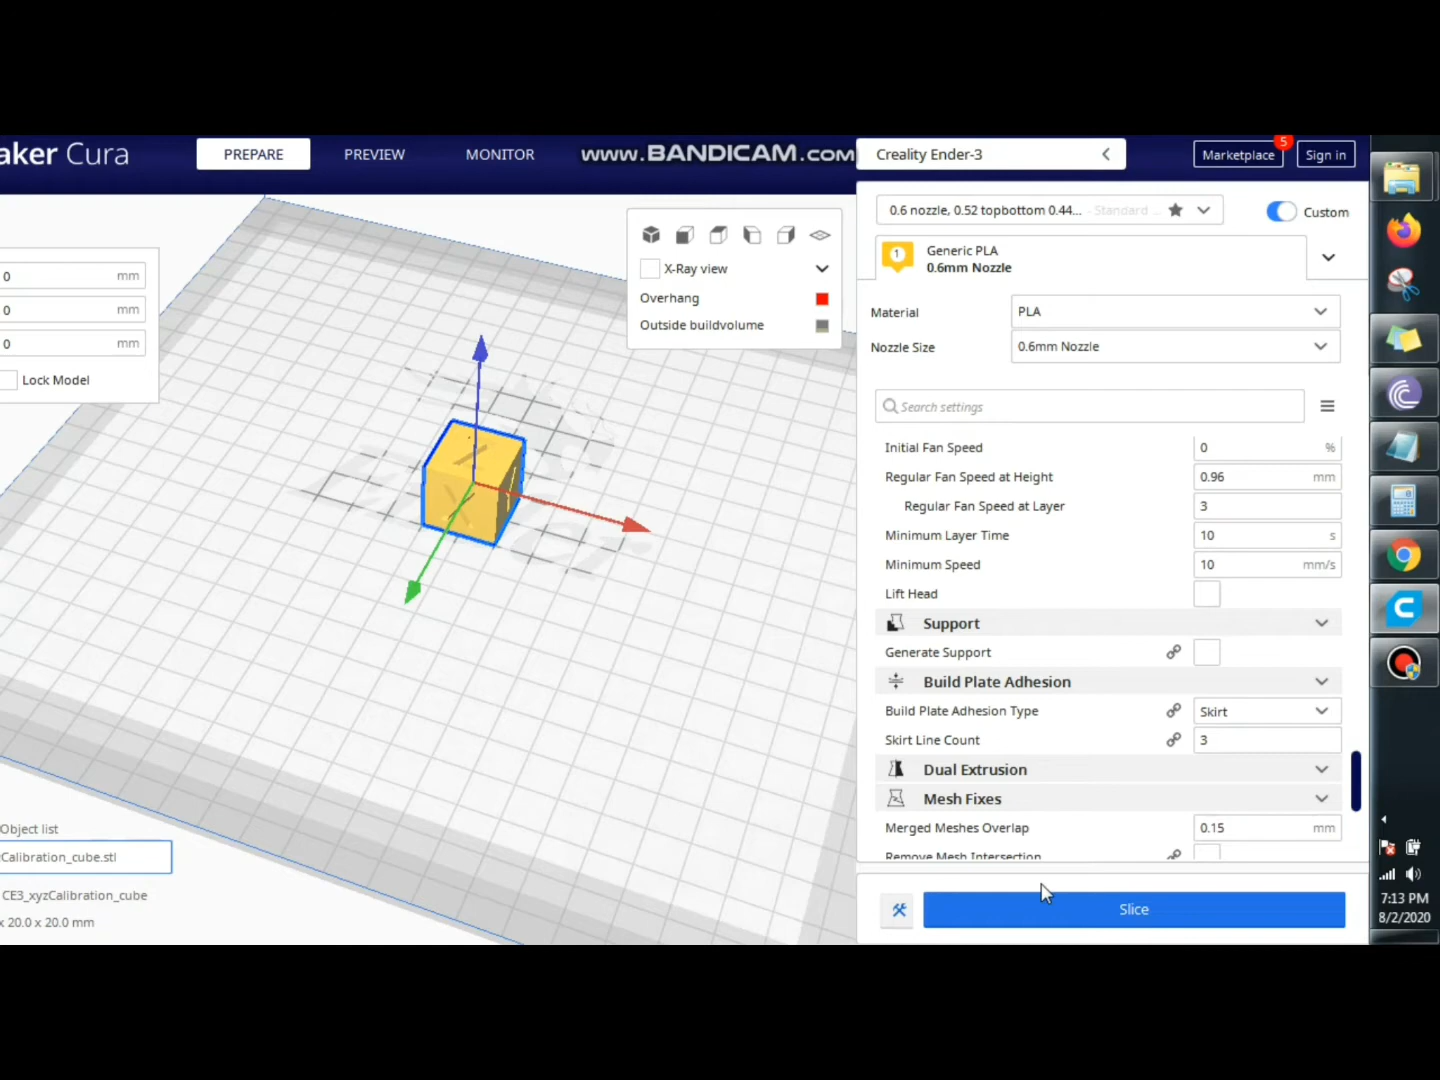 aker Cura
PREPARE
PREVIEW
MONITOR
www.BANDICAM.com
Creality Ender-3
Marketplace
5
Sign in
0.6 nozzle, 0.52 topbottom 0.44... - Standard ...
Custom
1
Generic PLA
0.6mm Nozzle
0 mm
0 mm
0 mm
Lock Model
X-Ray view
Overhang
Outside buildvolume
Material
PLA
Nozzle Size
0.6mm Nozzle
Search settings
Initial Fan Speed
0 %
Regular Fan Speed at Height
0.96 mm
Regular Fan Speed at Layer
3
Minimum Layer Time
10 s
Minimum Speed
10 mm/s
Lift Head
Support
Generate Support
Build Plate Adhesion
Build Plate Adhesion Type
Skirt
Skirt Line Count
3
Dual Extrusion
Mesh Fixes
Merged Meshes Overlap
0.15 mm
Remove Mesh Intersection
Slice
Object list
Calibration_cube.stl
CE3_xyzCalibration_cube
x 20.0 x 20.0 mm
X
7:13 PM
8/2/2020